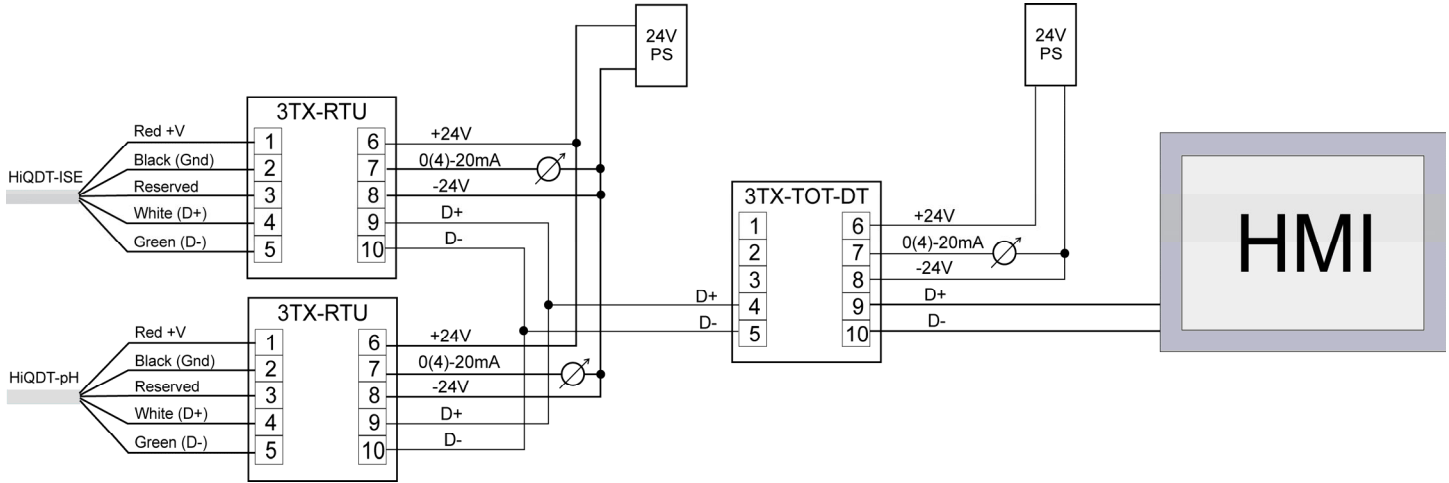 24V
PS
24V
PS
3TX-RTU
HiQDT-ISE
Red +V
Black (Gnd)
Reserved
White (D+)
Green (D-)
1
2
3
4
5
6
7
8
9
10
+24V
0(4)-20mA
-24V
D+
D-
3TX-RTU
HiQDT-pH
Red +V
Black (Gnd)
Reserved
White (D+)
Green (D-)
1
2
3
4
5
6
7
8
9
10
+24V
0(4)-20mA
-24V
D+
D-
3TX-TOT-DT
D+
D-
1
2
3
4
5
6
7
8
9
10
+24V
0(4)-20mA
-24V
D+
D-
HMI